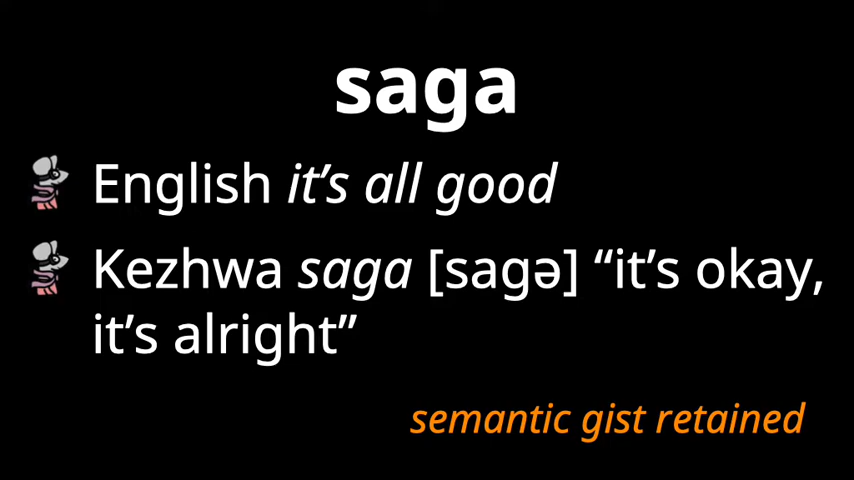 saga
English it’s all good
Kezhwa saga [sagə] “it’s okay,
it’s alright”
semantic gist retained